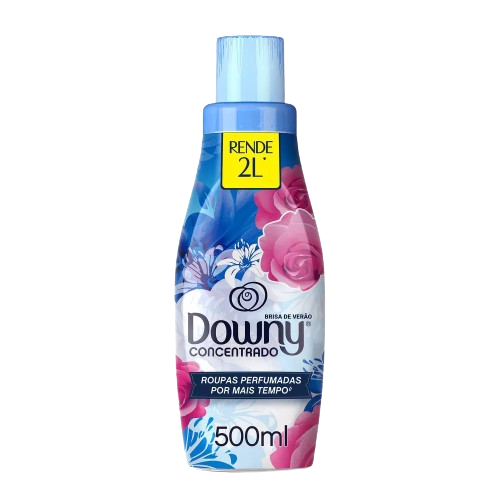 RENDE
2L*
BRISA DE VERÃO
Downy®
CONCENTRADO
ROUPAS PERFUMADAS
POR MAIS TEMPO◊
500ml